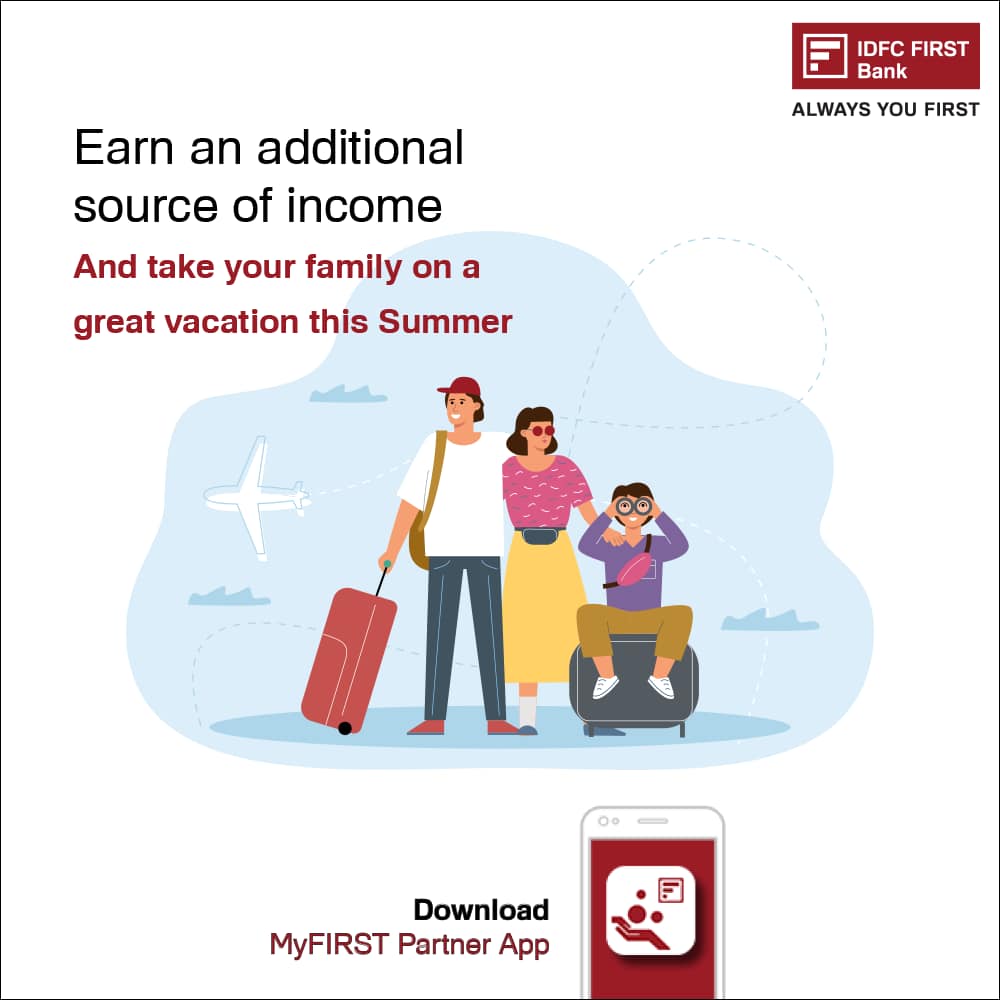 IDFC FIRST
Bank
ALWAYS YOU FIRST
Earn an additional
source of income
And take your family on a
great vacation this Summer
Download
MyFIRST Partner App